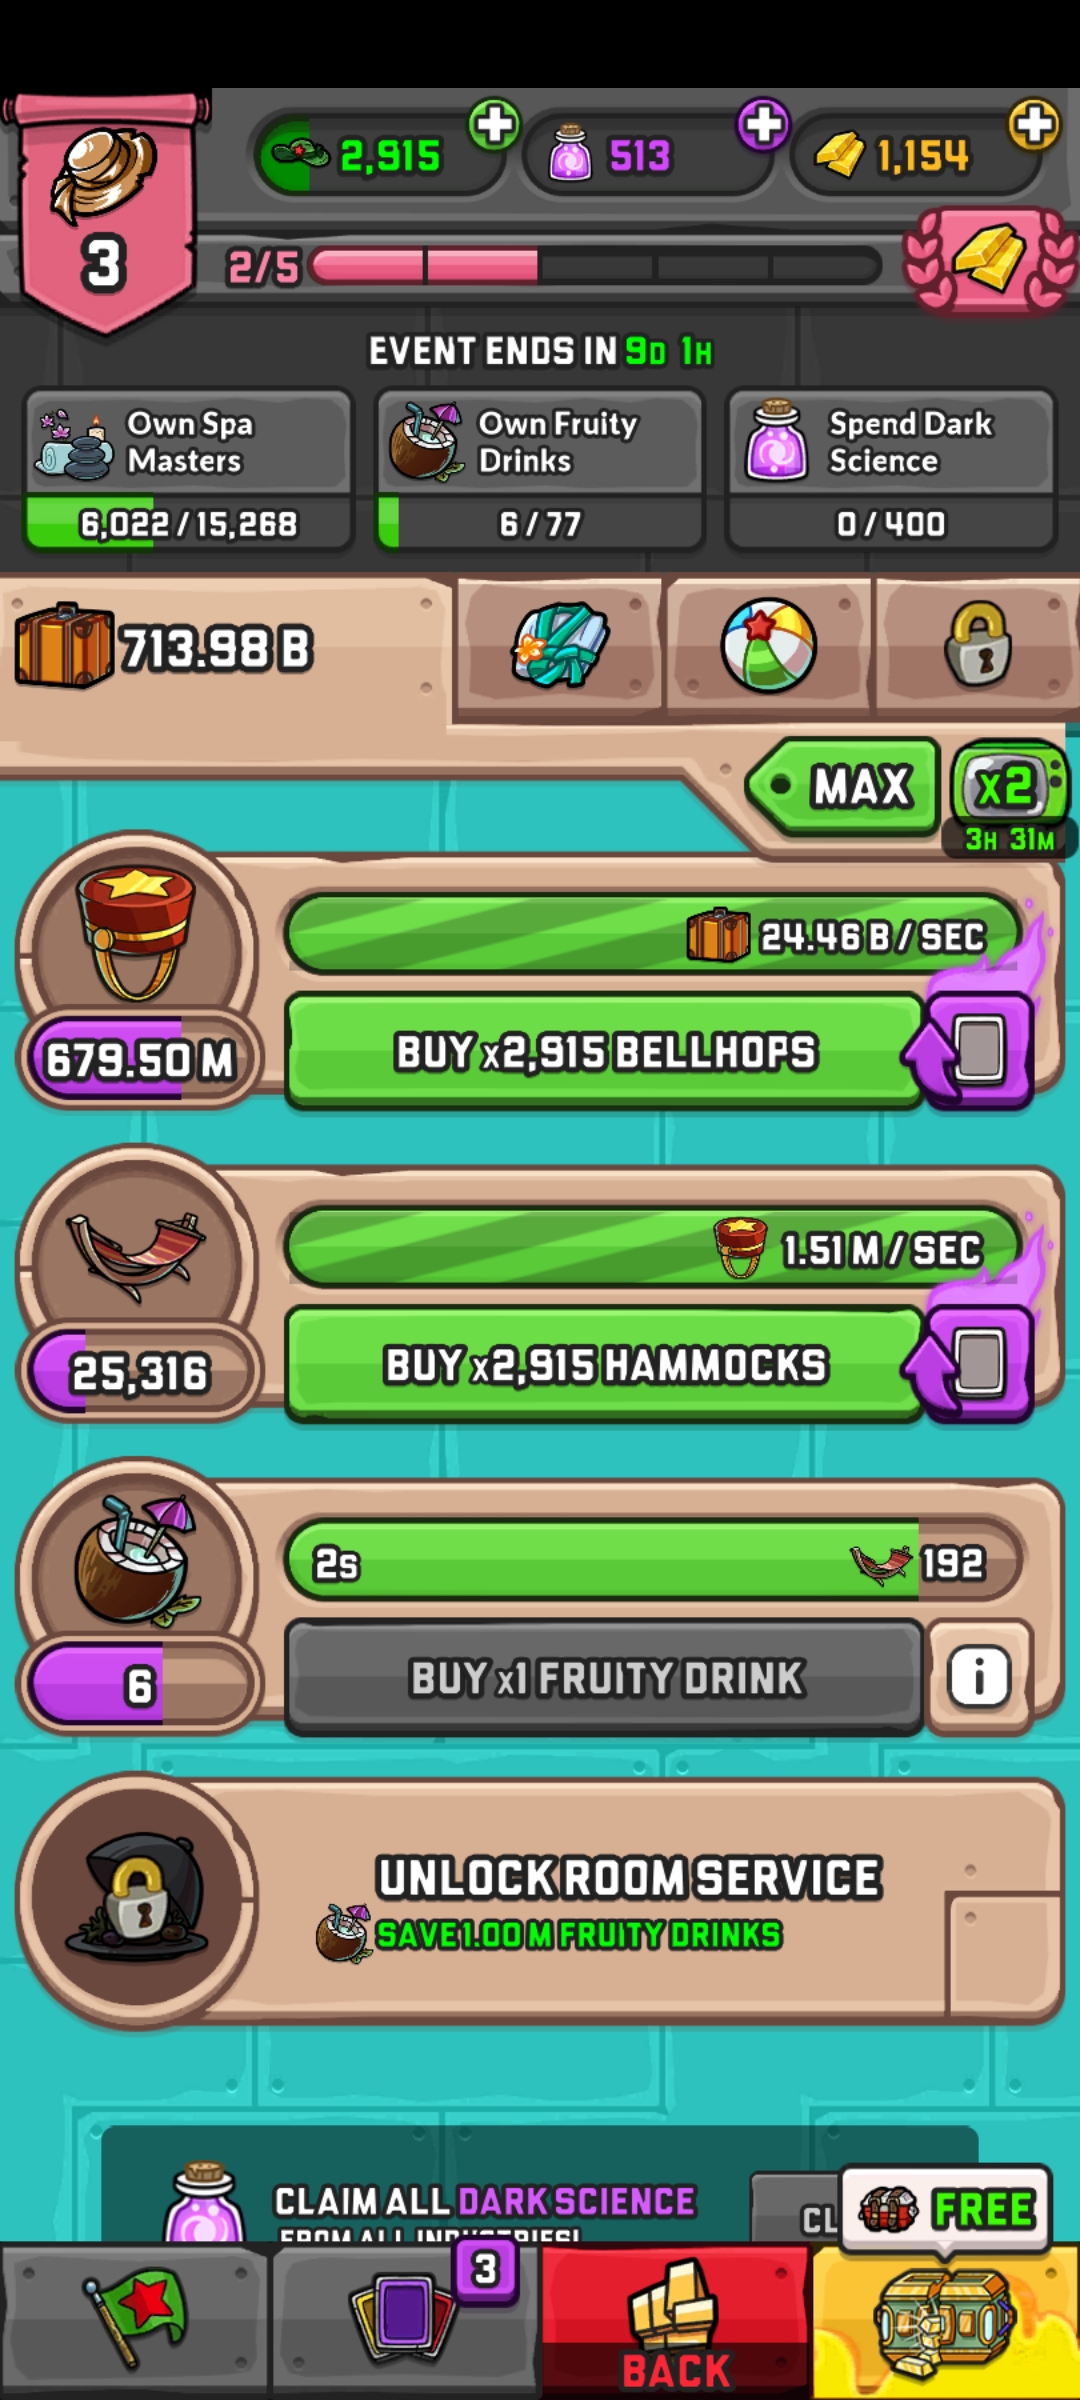 3
2,915
513
1,154
2/5
EVENT ENDS IN 9D 1H
Own Spa
Masters
6,022/15,268
Own Fruity
Drinks
6/77
Spend Dark
Science
0/400
713.98 B
MAX
x2
3H 31M
24.46 B/SEC
679.50 M
BUY x2,915 BELLHOPS
1.51 M/SEC
25,316
BUY x2,915 HAMMOCKS
2s
192
6
BUY x1 FRUITY DRINK
i
UNLOCK ROOM SERVICE
SAVE 1.00 M FRUITY DRINKS
CLAIM ALL DARK SCIENCE
FROM ALL INDUSTRIES!
CL
FREE
3
BACK